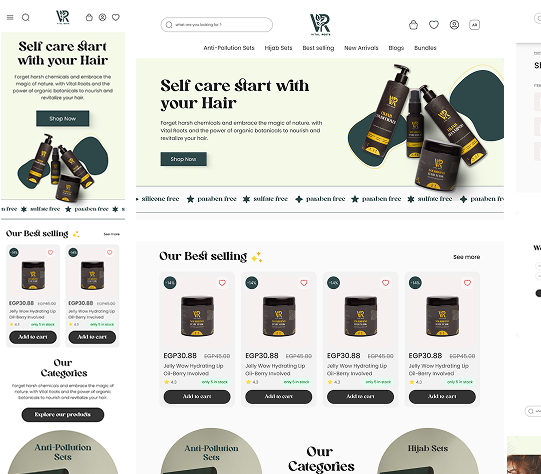 VR
VITAL ROOTS
Self care start
with your Hair
Forget harsh chemicals and embrace the
magic of nature. with Vital Roots and the
power of organic botanicals to nourish and
revitalize your hair.
Shop Now
free
sulfate free
paraben free
Our Best selling
See more
-14%
-14%
EGP30.88
EGP45.00
Jelly Wow Hydrating Lip
Oil-Berry Involved
4.3
only 5 in stock
Add to cart
EGP30.88
EGP45.00
Jelly Wow Hydrating Lip
Oil-Berry Involved
4.3
only 5 in stock
Add to cart
Our
Categories
Forget harsh chemicals and embrace the magic of
nature. with Vital Roots and the power of organic
botanicals to nourish and revitalize your hair.
Explore our products
Anti-Pollution
Sets
what are you looking for ?
VR
VITAL ROOTS
AR
Anti-Pollution Sets
Hijab Sets
Best selling
New Arrivals
Blogs
Bundles
Self care start with
your Hair
Forget harsh chemicals and embrace the magic of nature. with
Vital Roots and the power of organic botanicals to nourish and
revitalize your hair.
Shop Now
silicone free
paraben free
sulfate free
paraben free
sulfate free
paraben free
Our Best selling
See more
-14%
-14%
-14%
-14%
EGP30.88
EGP45.00
EGP30.88
EGP45.00
EGP30.88
EGP45.00
EGP30.88
EGP45.00
Jelly Wow Hydrating Lip
Oil-Berry Involved
Jelly Wow Hydrating Lip
Oil-Berry Involved
Jelly Wow Hydrating Lip
Oil-Berry Involved
Jelly Wow Hydrating Lip
Oil-Berry Involved
4.3
only 5 in stock
4.3
only 5 in stock
4.3
only 5 in stock
4.3
only 5 in stock
Add to cart
Add to cart
Add to cart
Add to cart
Anti-Pollution
Sets
Our
Categories
Hijab Sets